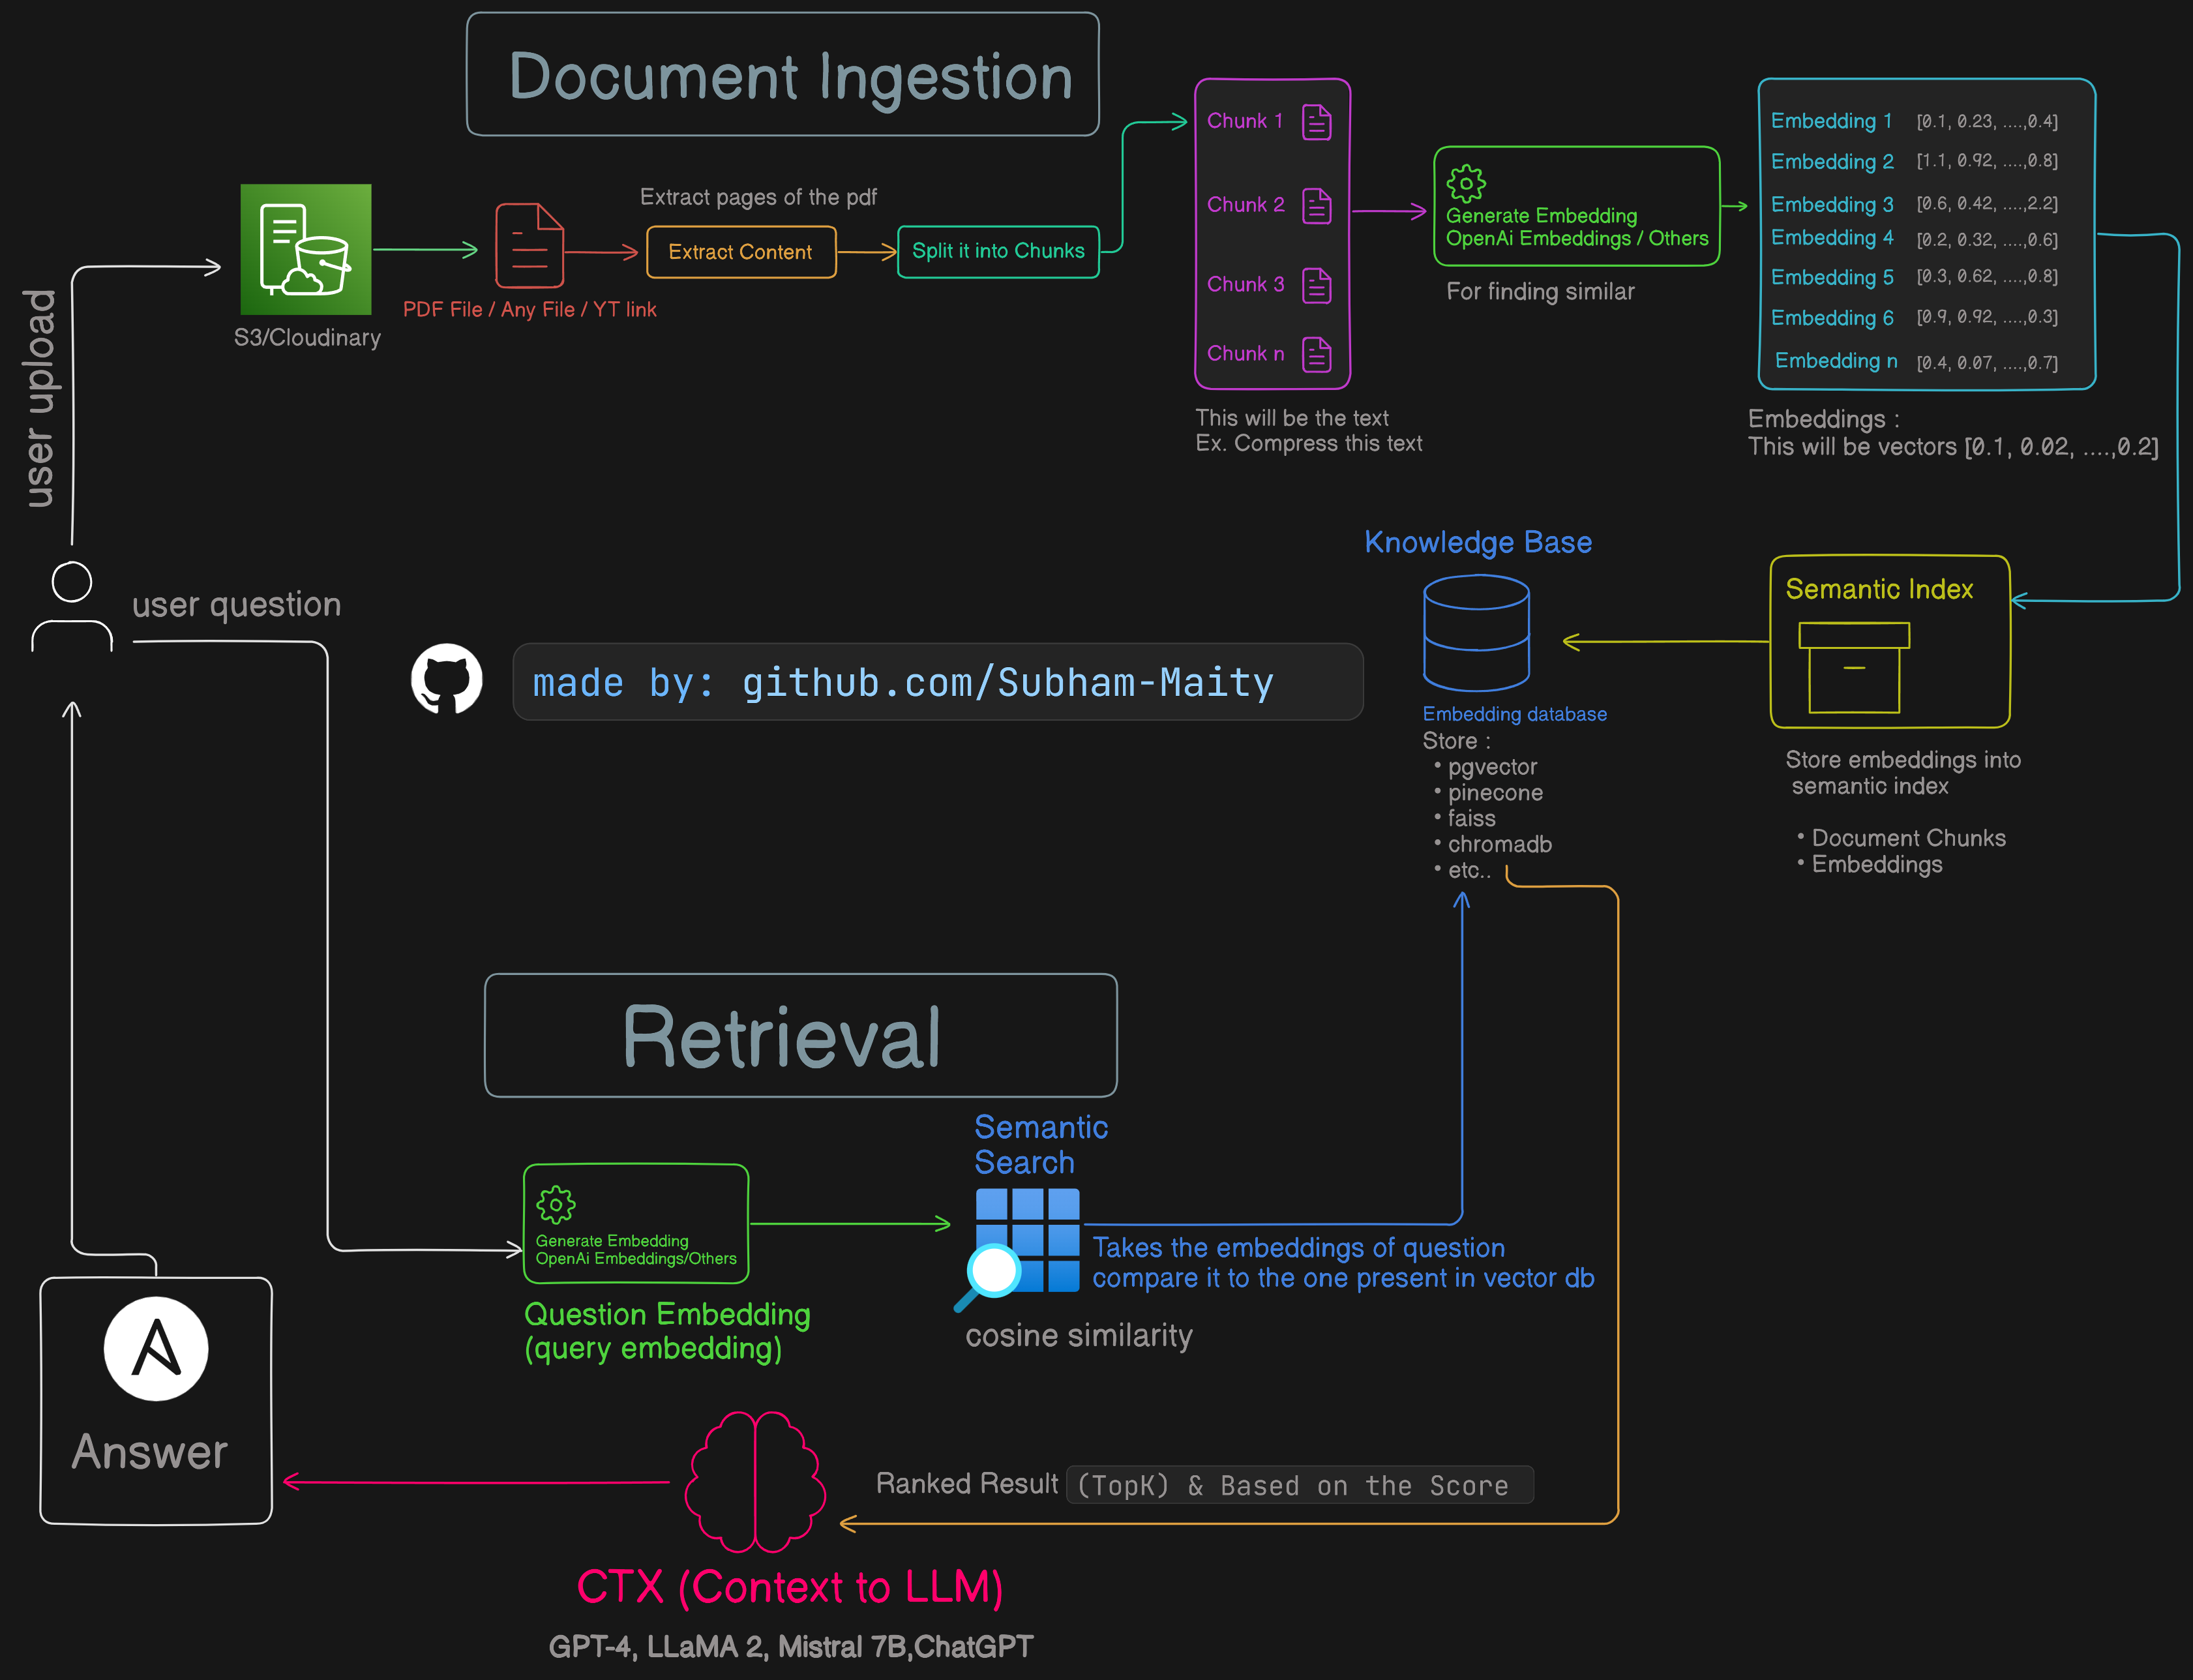 Document Ingestion
user upload
S3/Cloudinary
PDF File / Any File / YT link
Extract pages of the pdf
Extract Content
Split it into Chunks
Chunk 1
Chunk 2
Chunk 3
Chunk n
This will be the text
Ex. Compress this text
Generate Embedding
OpenAi Embeddings / Others
For finding similar
Embedding 1 [0.1, 0.23, ....,0.4]
Embedding 2 [1.1, 0.92, ....,0.8]
Embedding 3 [0.6, 0.42, ....,2.2]
Embedding 4 [0.2, 0.32, ....,0.6]
Embedding 5 [0.3, 0.62, ....,0.8]
Embedding 6 [0.9, 0.92, ....,0.3]
Embedding n [0.4, 0.07, ....,0.7]
Embeddings :
This will be vectors [0.1, 0.02, ....,0.2]
Semantic Index
Store embeddings into
semantic index
• Document Chunks
• Embeddings
Knowledge Base
Embedding database
Store :
• pgvector
• pinecone
• faiss
• chromadb
• etc..
user question
made by: github.com/Subham-Maity
Retrieval
Generate Embedding
OpenAi Embeddings/Others
Question Embedding
(query embedding)
Semantic
Search
Takes the embeddings of question
compare it to the one present in vector db
cosine similarity
Ranked Result (TopK) & Based on the Score
CTX (Context to LLM)
GPT-4, LLaMA 2, Mistral 7B,ChatGPT
Answer